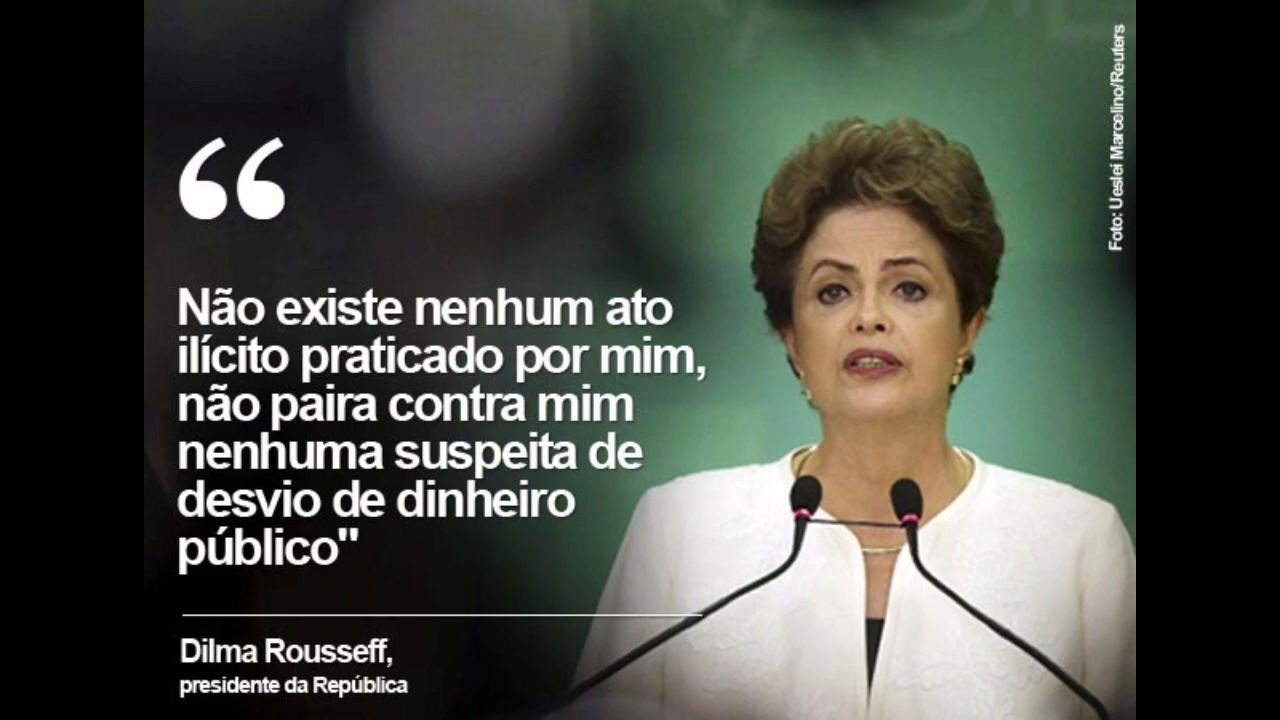 Foto: Ueslei Marcelino/Reuters
“
Não existe nenhum ato
ilícito praticado por mim,
não paira contra mim
nenhuma suspeita de
desvio de dinheiro
público"
Dilma Rousseff,
presidente da República